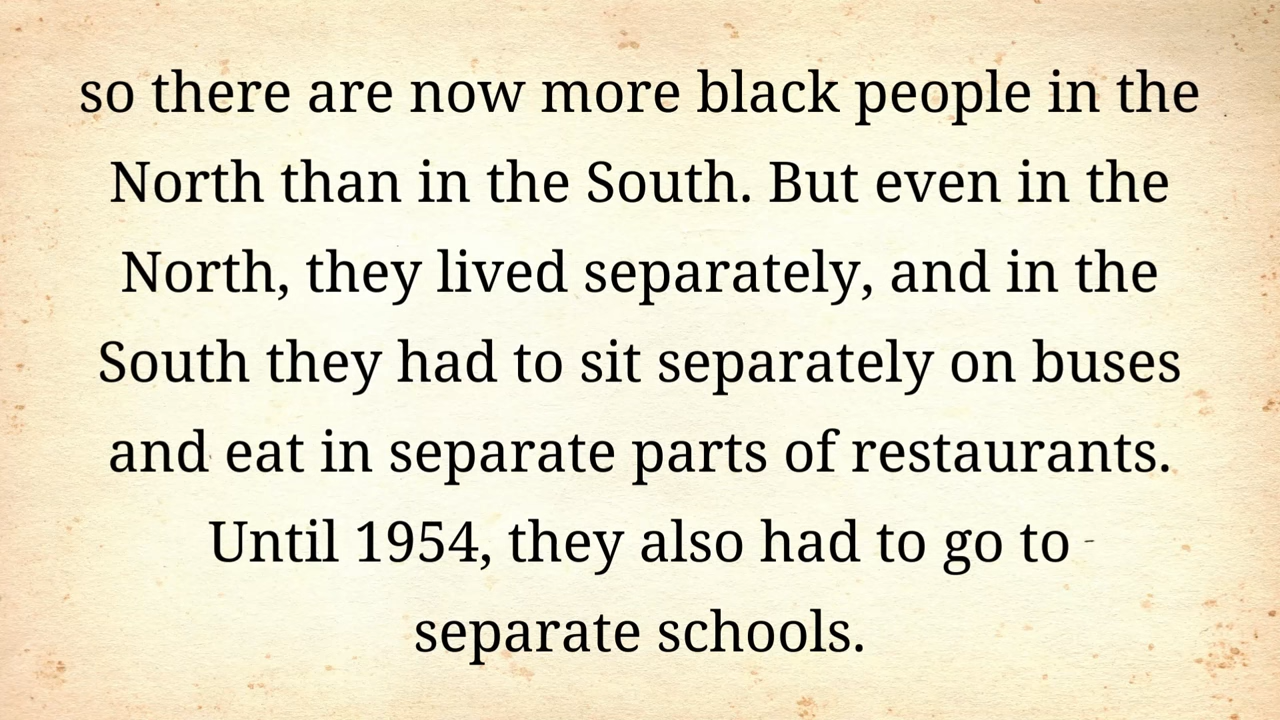 so there are now more black people in the
North than in the South. But even in the
North, they lived separately, and in the
South they had to sit separately on buses
and eat in separate parts of restaurants.
Until 1954, they also had to go to
separate schools.